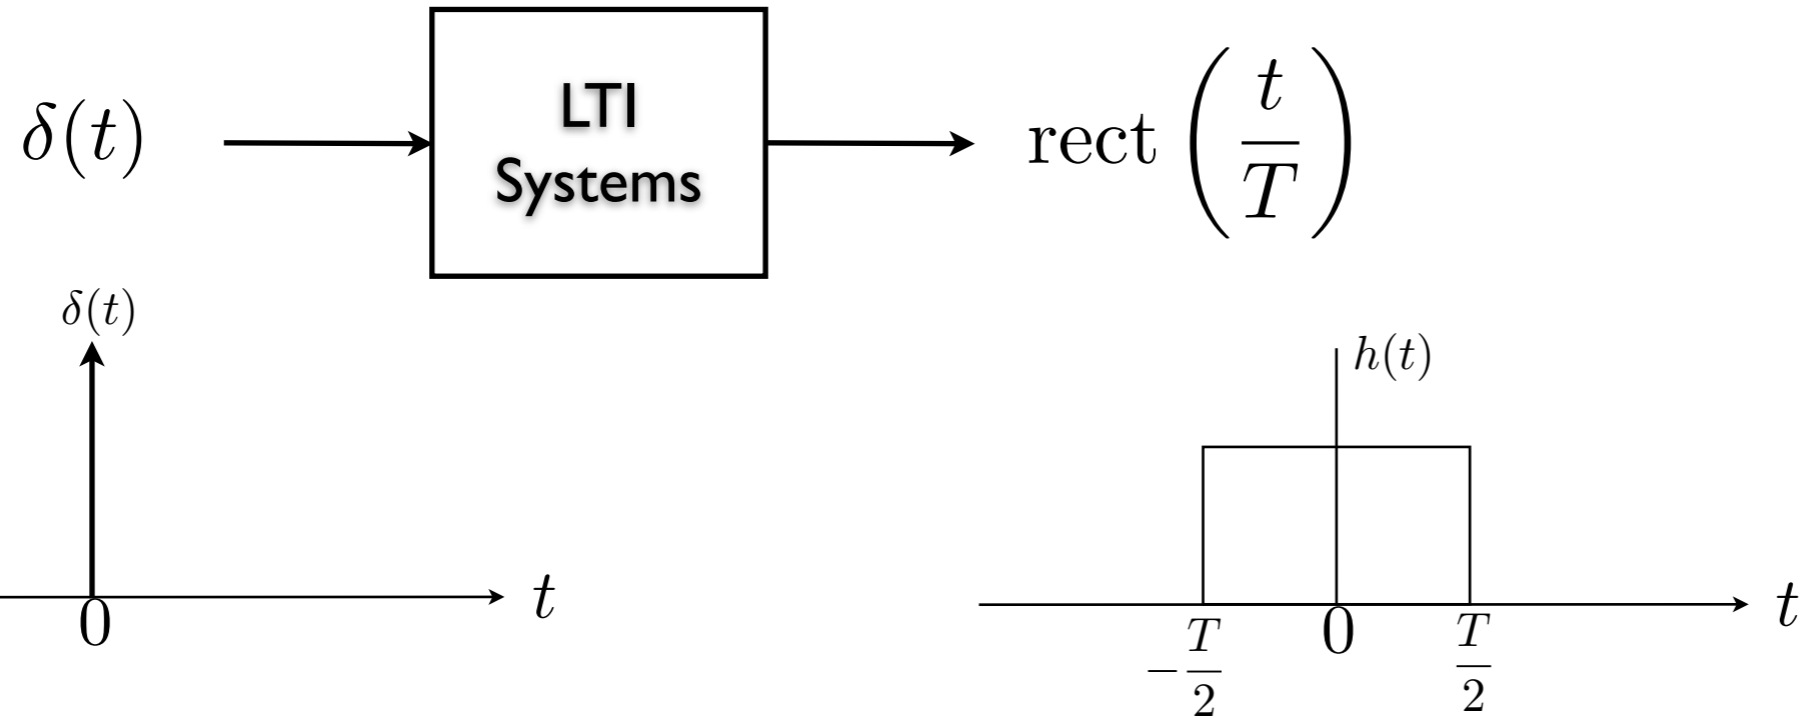 δ(t)
LTI
Systems
rect (t/T)
δ(t)
0
t
h(t)
-T/2
0
T/2
t